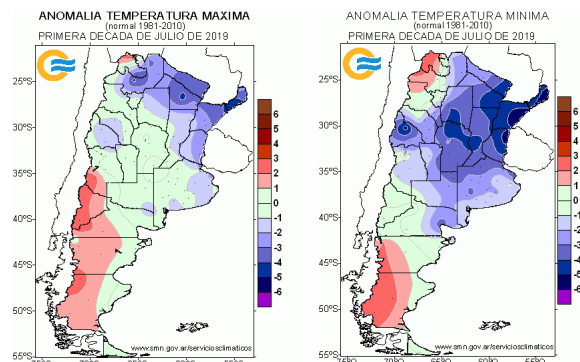 ANOMALIA TEMPERATURA MAXIMA
(normal 1981-2010)
PRIMERA DECADA DE JULIO DE 2019
25°S
30°S
35°S
40°S
45°S
50°S
55°S
6
5
4
3
2
1
0
-1
-2
-3
-4
-5
-6
www.smn.gov.ar/serviciosclimaticos
ANOMALIA TEMPERATURA MINIMA
(normal 1981-2010)
PRIMERA DECADA DE JULIO DE 2019
25°S
30°S
35°S
40°S
45°S
50°S
55°S
6
5
4
3
2
1
0
-1
-2
-3
-4
-5
-6
www.smn.gov.ar/serviciosclimaticos